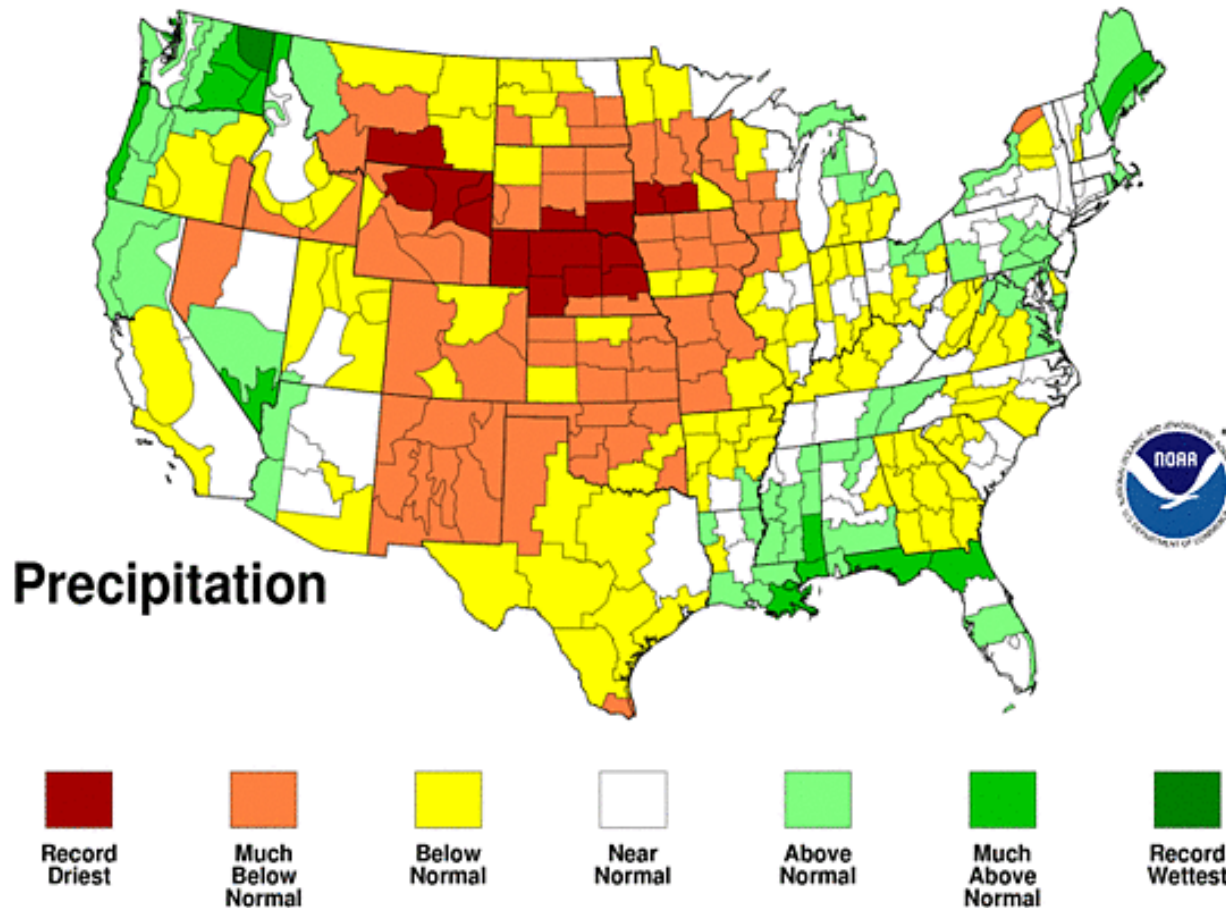 NOAA
Precipitation
Record
Driest
Much
Below
Normal
Below
Normal
Near
Normal
Above
Normal
Much
Above
Normal
Record
Wettest